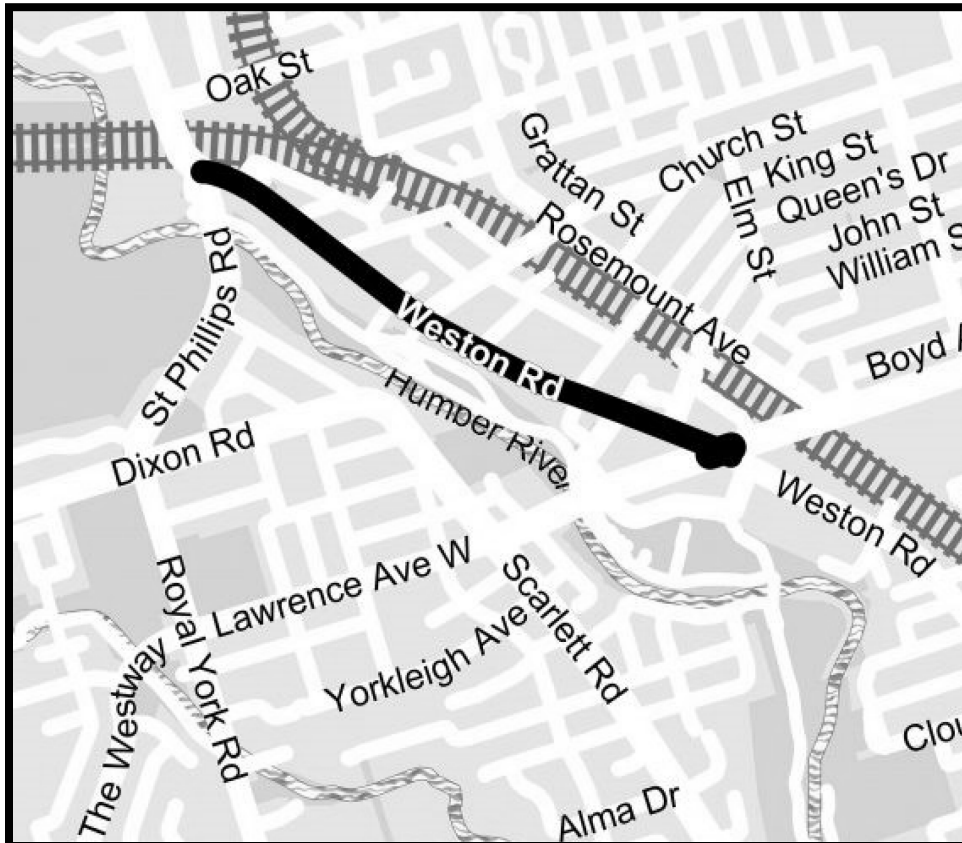 Oak St
Grattan St
Church St
King St
Elm St
Queen's Dr
John St
William S
Rosemount Ave
Boyd A
St Phillips Rd
Weston Rd
Humber River
Dixon Rd
Weston Rd
Lawrence Ave W
Scarlett Rd
Royal York Rd
Yorkleigh Ave
The Westway
Clou
Alma Dr